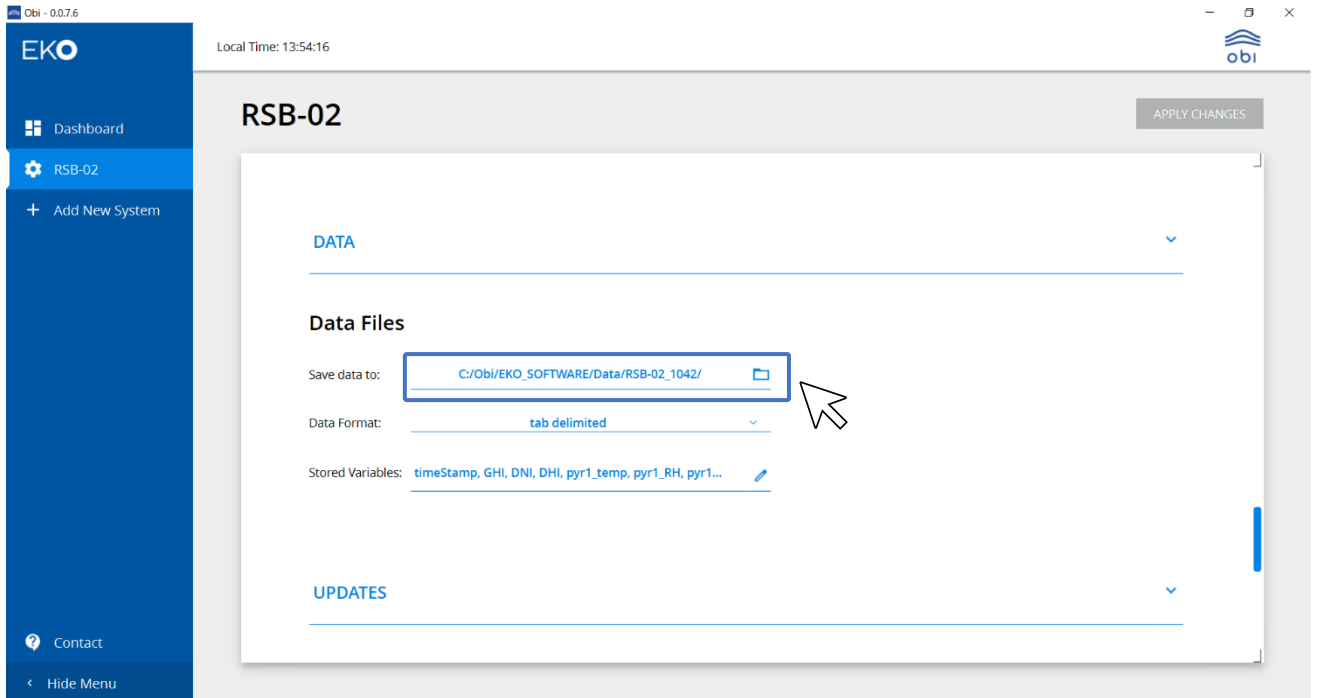 Obi - 0.0.7.6
EKO
Local Time: 13:54:16
obi
Dashboard
RSB-02
Add New System
Contact
Hide Menu
RSB-02
APPLY CHANGES
DATA
Data Files
Save data to: C:/Obi/EKO_SOFTWARE/Data/RSB-02_1042/
Data Format: tab delimited
Stored Variables: timeStamp, GHI, DNI, DHI, pyr1_temp, pyr1_RH, pyr1...
UPDATES